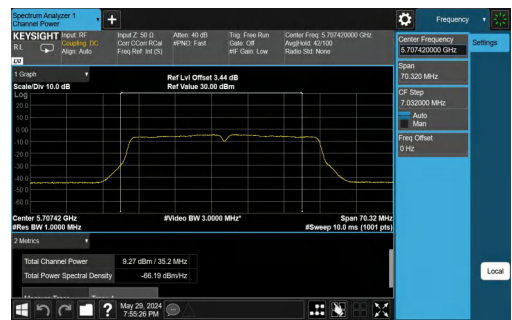 Spectrum Analyzer 1
Channel Power
+
Frequency
KEYSIGHT Input: RF
RL
Coupling: DC
Align: Auto
Input Z: 50 Ω
Corr CCorr RCal
Freq Ref: Int (S)
Atten: 40 dB
#PNO: Fast
Trig: Free Run
Gate: Off
#IF Gain: Low
Center Freq: 5.707420000 GHz
Avg|Hold: 42/100
Radio Std: None
LV
1 Graph
Scale/Div 10.0 dB
Ref Lvl Offset 3.44 dB
Ref Value 30.00 dBm
Log
20.0
10.0
0.00
-10.0
-20.0
-30.0
-40.0
-50.0
-60.0
Center 5.70742 GHz
#Video BW 3.0000 MHz*
Span 70.32 MHz
#Res BW 1.0000 MHz
#Sweep 10.0 ms (1001 pts)
2 Metrics
Total Channel Power
9.27 dBm / 35.2 MHz
Total Power Spectral Density
-66.19 dBm/Hz
Center Frequency
5.707420000 GHz
Settings
Span
70.320 MHz
CF Step
7.032000 MHz
Auto
Man
Freq Offset
0 Hz
Local
?
May 29, 2024
7:55:26 PM